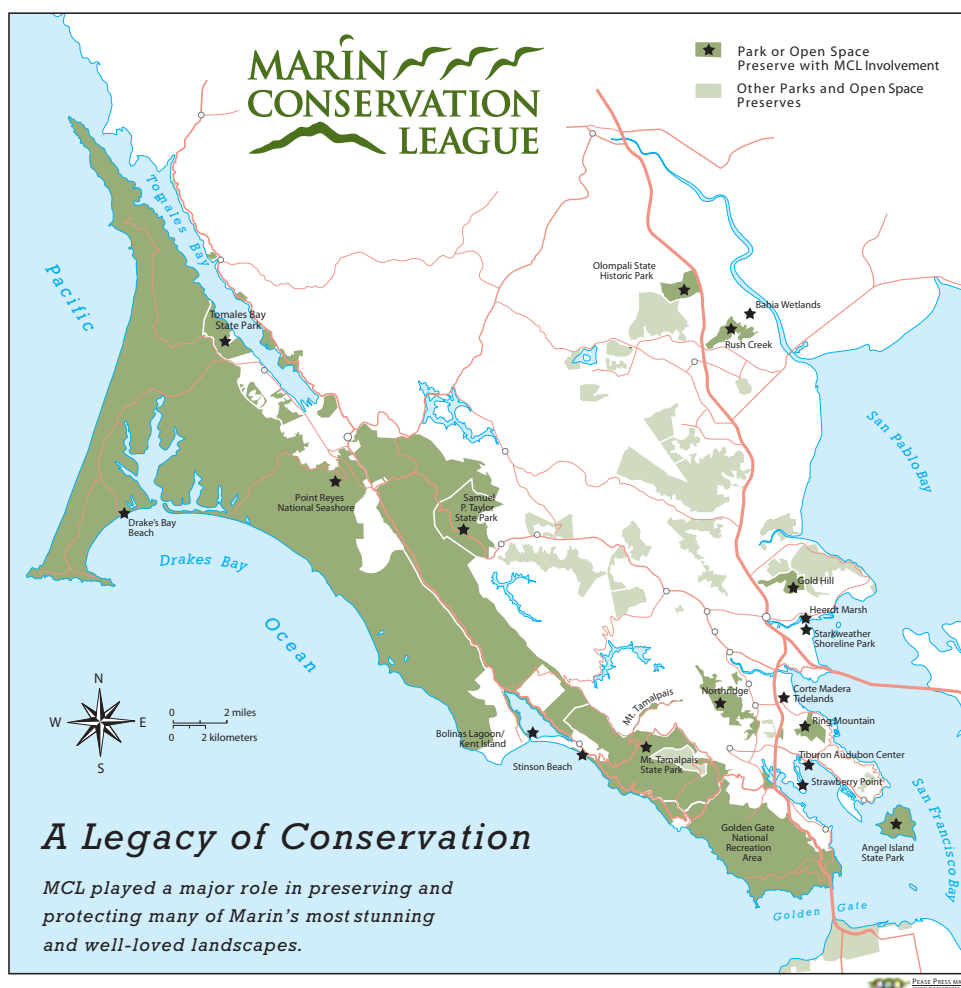 MARIN
CONSERVATION
LEAGUE
Park or Open Space
Preserve with MCL Involvement
Other Parks and Open Space
Preserves
Tomales Bay
Pacific
Olompali State
Historic Park
Bahia Wetlands
Rush Creek
Tomales Bay
State Park
San Pablo Bay
Point Reyes
National Seashore
Samuel
P. Taylor
State Park
Drake's Bay
Beach
Drakes Bay
Ocean
Gold Hill
Heerdt Marsh
Starkweather
Shoreline Park
N
W
E
S
0 2 miles
0 2 kilometers
Mt. Tamalpais
Northridge
Corte Madera
Tidelands
Ring Mountain
Bolinas Lagoon/
Kent Island
Stinson Beach
Mt. Tamalpais
State Park
Tiburon Audubon Center
Strawberry Point
San Francisco Bay
Golden Gate
National
Recreation
Area
Angel Island
State Park
Golden Gate
A Legacy of Conservation
MCL played a major role in preserving and
protecting many of Marin's most stunning
and well-loved landscapes.
PEASE PRESS MA